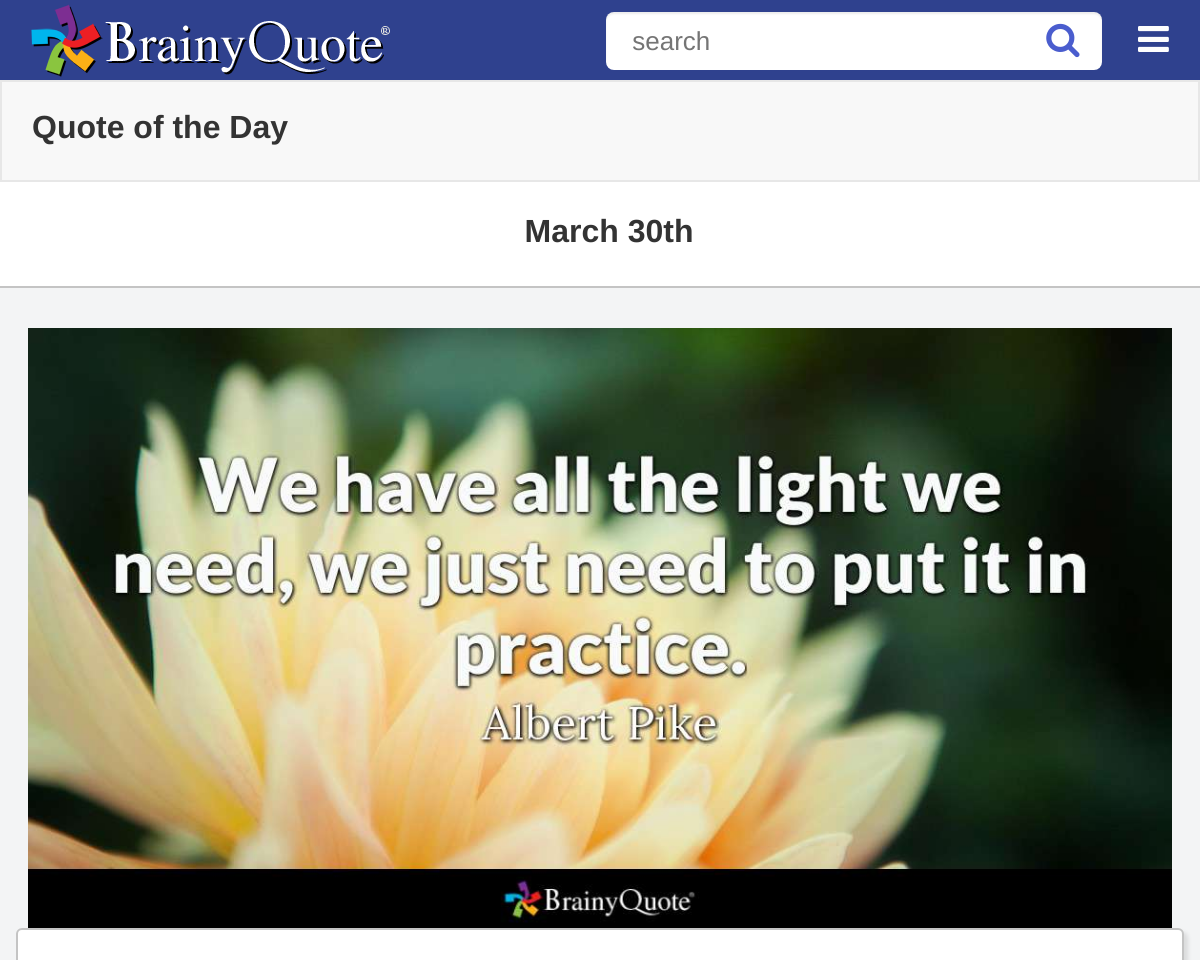 BrainyQuote®
search
Quote of the Day
March 30th
We have all the light we
need, we just need to put it in
practice.
Albert Pike
BrainyQuote®